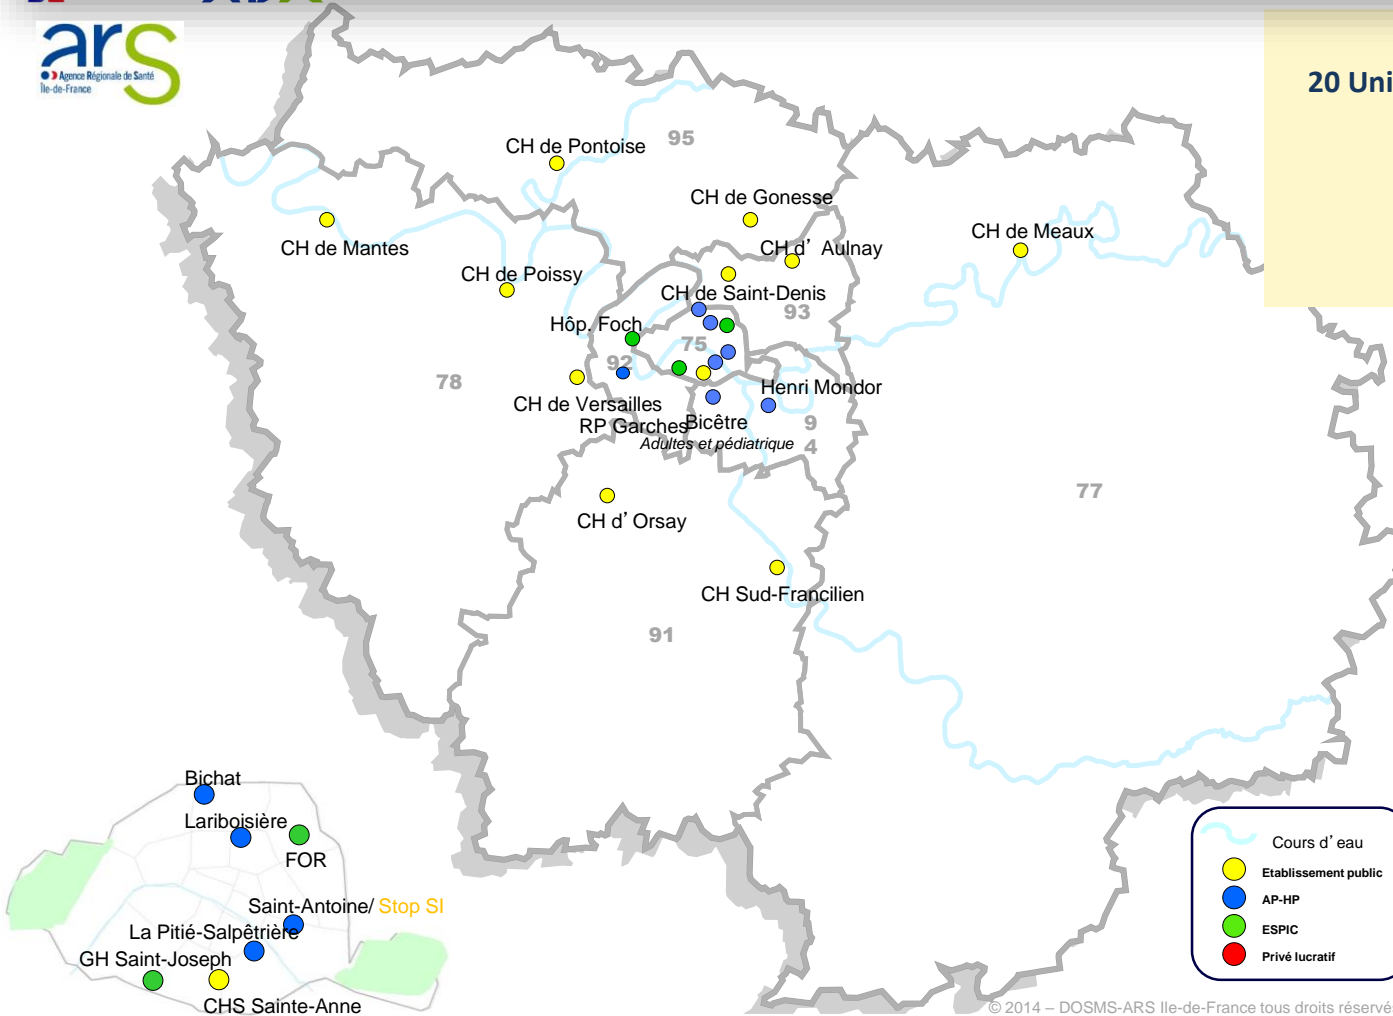 ars
Agence Régionale de Santé
Île-de-France
20 Uni
95
CH de Pontoise
CH de Gonesse
CH de Mantes
CH d’ Aulnay
CH de Meaux
CH de Poissy
CH de Saint-Denis
93
Hôp. Foch
75
92
78
Henri Mondor
CH de Versailles
RP Garches
Bicêtre
Adultes et pédiatrique
9
4
77
CH d’ Orsay
CH Sud-Francilien
91
Bichat
Lariboisière
FOR
Saint-Antoine/ Stop SI
La Pitié-Salpêtrière
GH Saint-Joseph
CHS Sainte-Anne
Cours d’ eau
Etablissement public
AP-HP
ESPIC
Privé lucratif
© 2014 – DOSMS-ARS Ile-de-France tous droits réservé